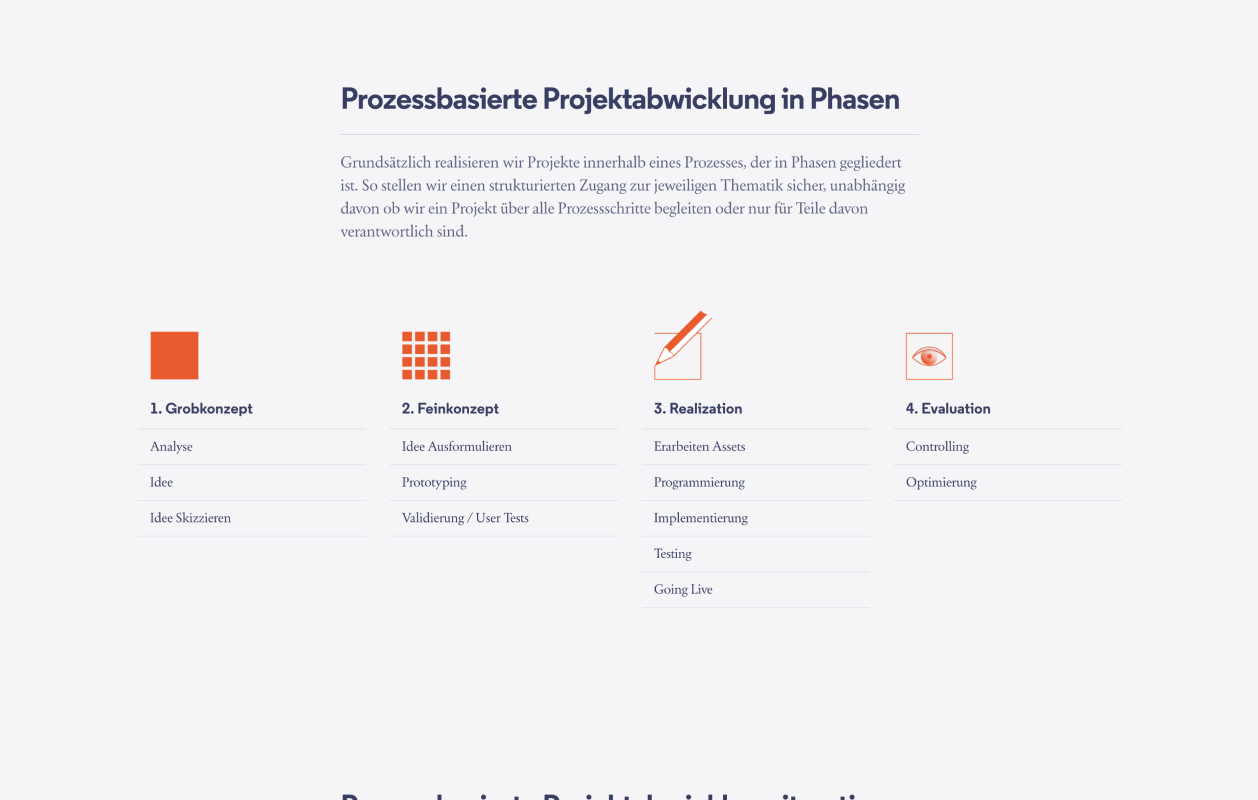 Prozessbasierte Projektabwicklung in Phasen
Grundsätzlich realisieren wir Projekte innerhalb eines Prozesses, der in Phasen gegliedert
ist. So stellen wir einen strukturierten Zugang zur jeweiligen Thematik sicher, unabhängig
davon ob wir ein Projekt über alle Prozessschritte begleiten oder nur für Teile davon
verantwortlich sind.
1. Grobkonzept
Analyse
Idee
Idee Skizzieren
2. Feinkonzept
Idee Ausformulieren
Prototyping
Validierung / User Tests
3. Realization
Erarbeiten Assets
Programmierung
Implementierung
Testing
Going Live
4. Evaluation
Controlling
Optimierung